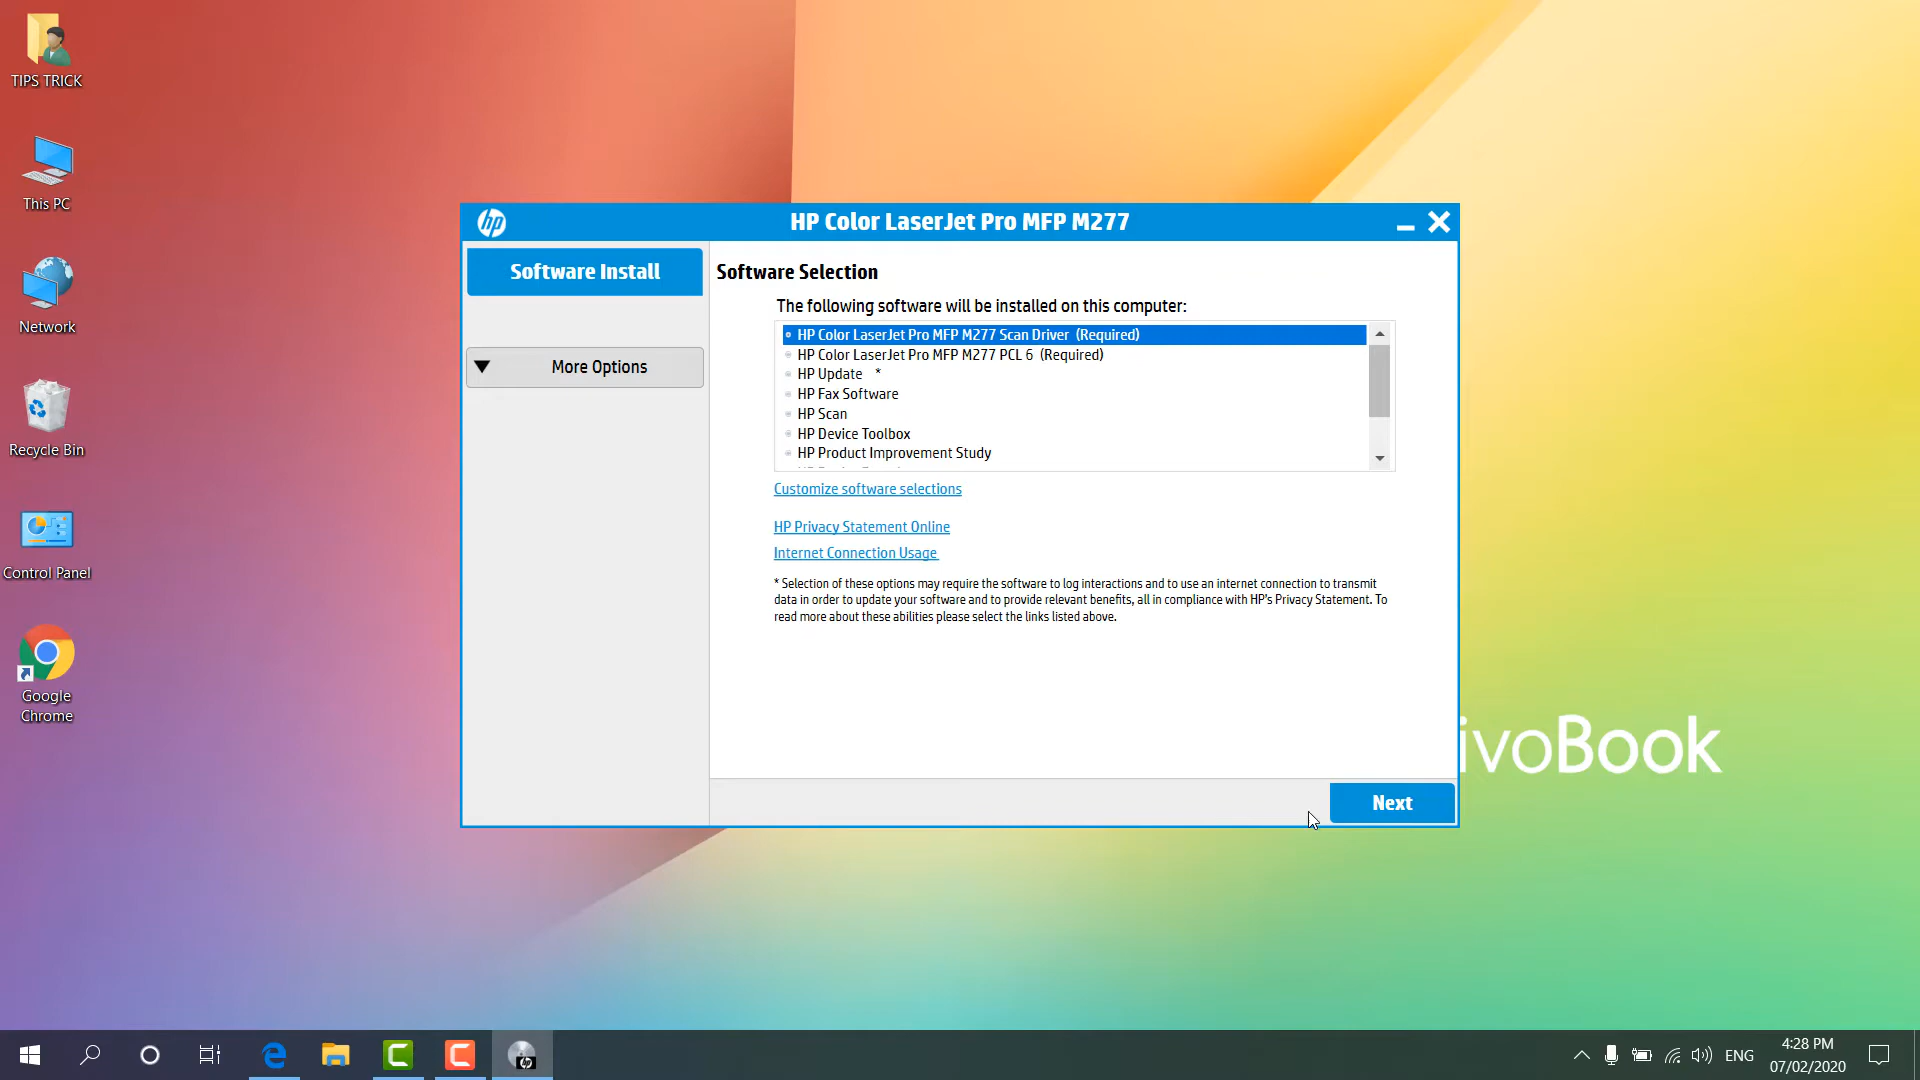 TIPS TRICK
This PC
Network
Recycle Bin
Control Panel
Google
Chrome
hp
HP Color LaserJet Pro MFP M277
Software Install
More Options
Software Selection
The following software will be installed on this computer:
HP Color LaserJet Pro MFP M277 Scan Driver (Required)
HP Color LaserJet Pro MFP M277 PCL 6 (Required)
HP Update *
HP Fax Software
HP Scan
HP Device Toolbox
HP Product Improvement Study
Customize software selections
HP Privacy Statement Online
Internet Connection Usage
* Selection of these options may require the software to log interactions and to use an internet connection to transmit
data in order to update your software and to provide relevant benefits, all in compliance with HP's Privacy Statement. To
read more about these abilities please select the links listed above.
Next
ivoBook
ENG
4:28 PM
07/02/2020